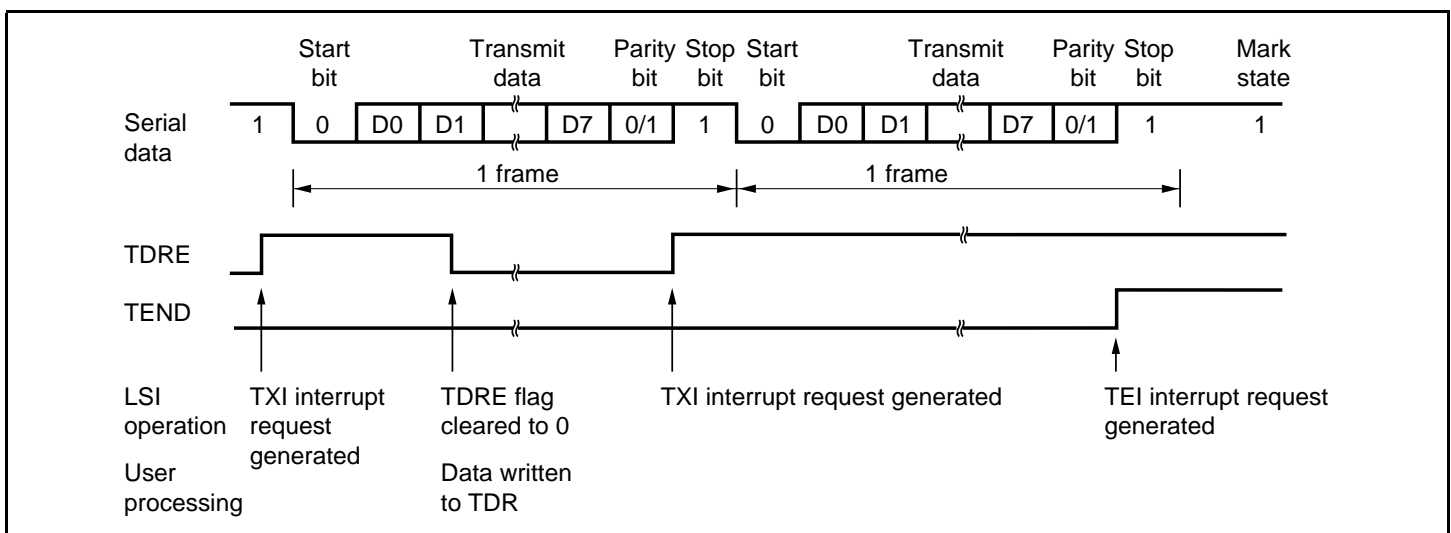 Start Transmit Parity Stop Start Transmit Parity Stop Mark
bit data bit bit bit data bit bit state
Serial 1 0 D0 D1 D7 0/1 1 0 D0 D1 D7 0/1 1 1
data
1 frame 1 frame
TDRE
TEND
LSI TXI interrupt TDRE flag TXI interrupt request generated TEI interrupt request
operation request cleared to 0 generated
generated
User Data written
processing to TDR